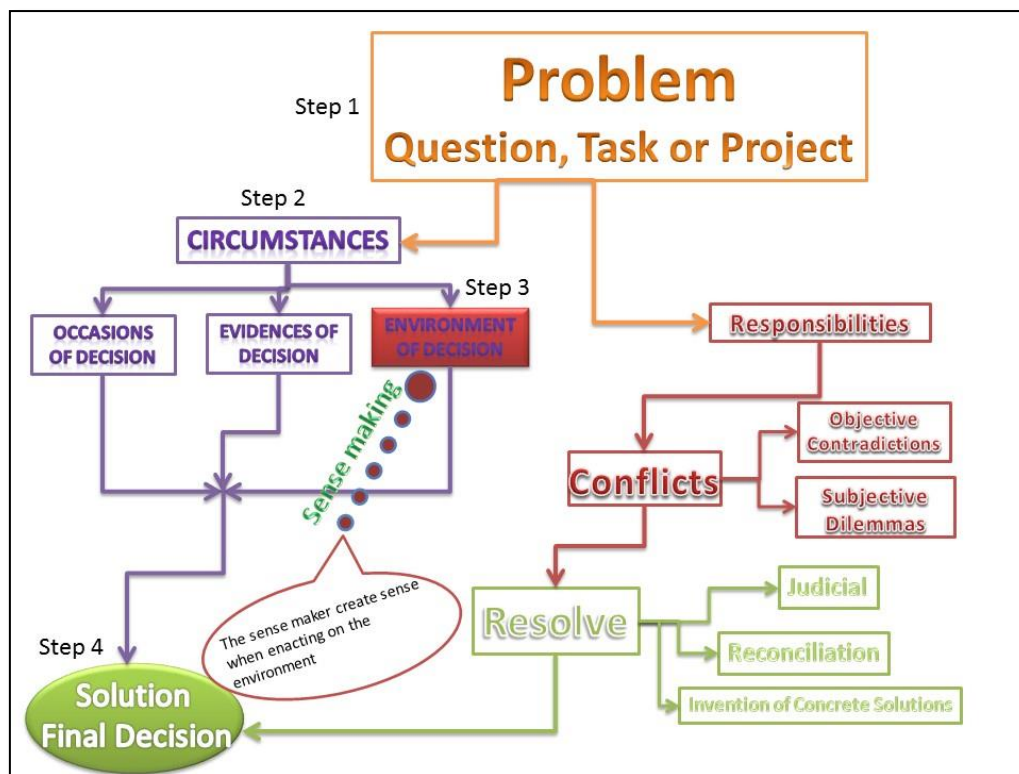 Problem
Question, Task or Project
Step 1
Step 2
CIRCUMSTANCES
Step 3
OCCASIONS
OF DECISION
EVIDENCES OF
DECISION
ENVIRONMENT
OF DECISION
Responsibilities
Sense making
Objective
Contradictions
Conflicts
Subjective
Dilemmas
The sense maker create sense
when enacting on the
environment
Resolve
Judicial
Reconciliation
Invention of Concrete Solutions
Step 4
Solution
Final Decision